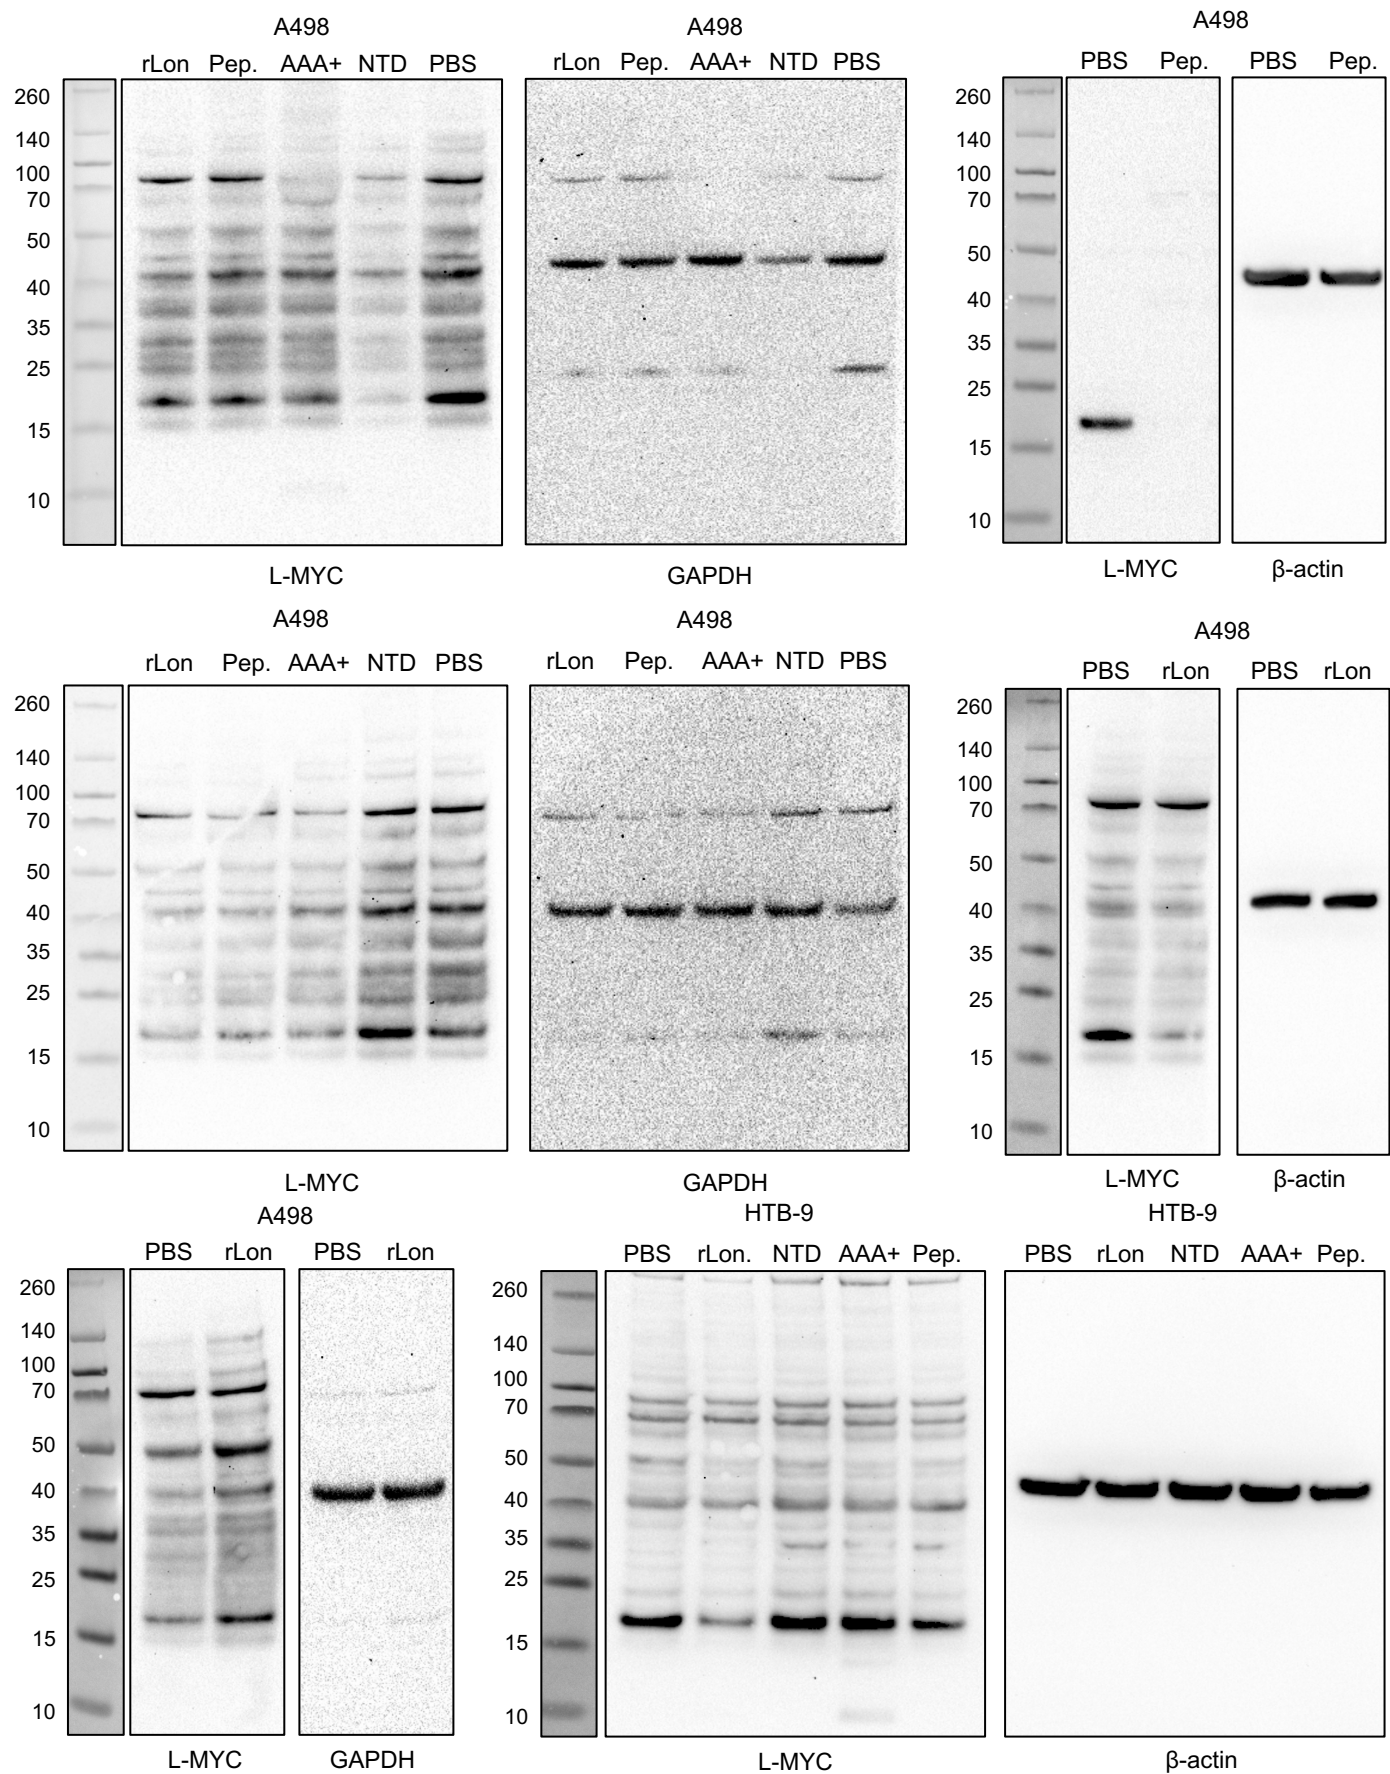 A498
rLon Pep. AAA+ NTD PBS
260
140
100
70
50
40
35
25
15
10
L-MYC
A498
rLon Pep. AAA+ NTD PBS
GAPDH
A498
PBS Pep. PBS Pep.
260
140
100
70
50
40
35
25
15
10
L-MYC β-actin
A498
rLon Pep. AAA+ NTD PBS
260
140
100
70
50
40
35
25
15
10
L-MYC
A498
rLon Pep. AAA+ NTD PBS
GAPDH
A498
PBS rLon PBS rLon
260
140
100
70
50
40
35
25
15
10
L-MYC β-actin
A498
PBS rLon PBS rLon
260
140
100
70
50
40
35
25
15
10
L-MYC GAPDH
HTB-9
PBS rLon. NTD AAA+ Pep.
260
140
100
70
50
40
35
25
15
10
L-MYC
HTB-9
PBS rLon NTD AAA+ Pep.
β-actin